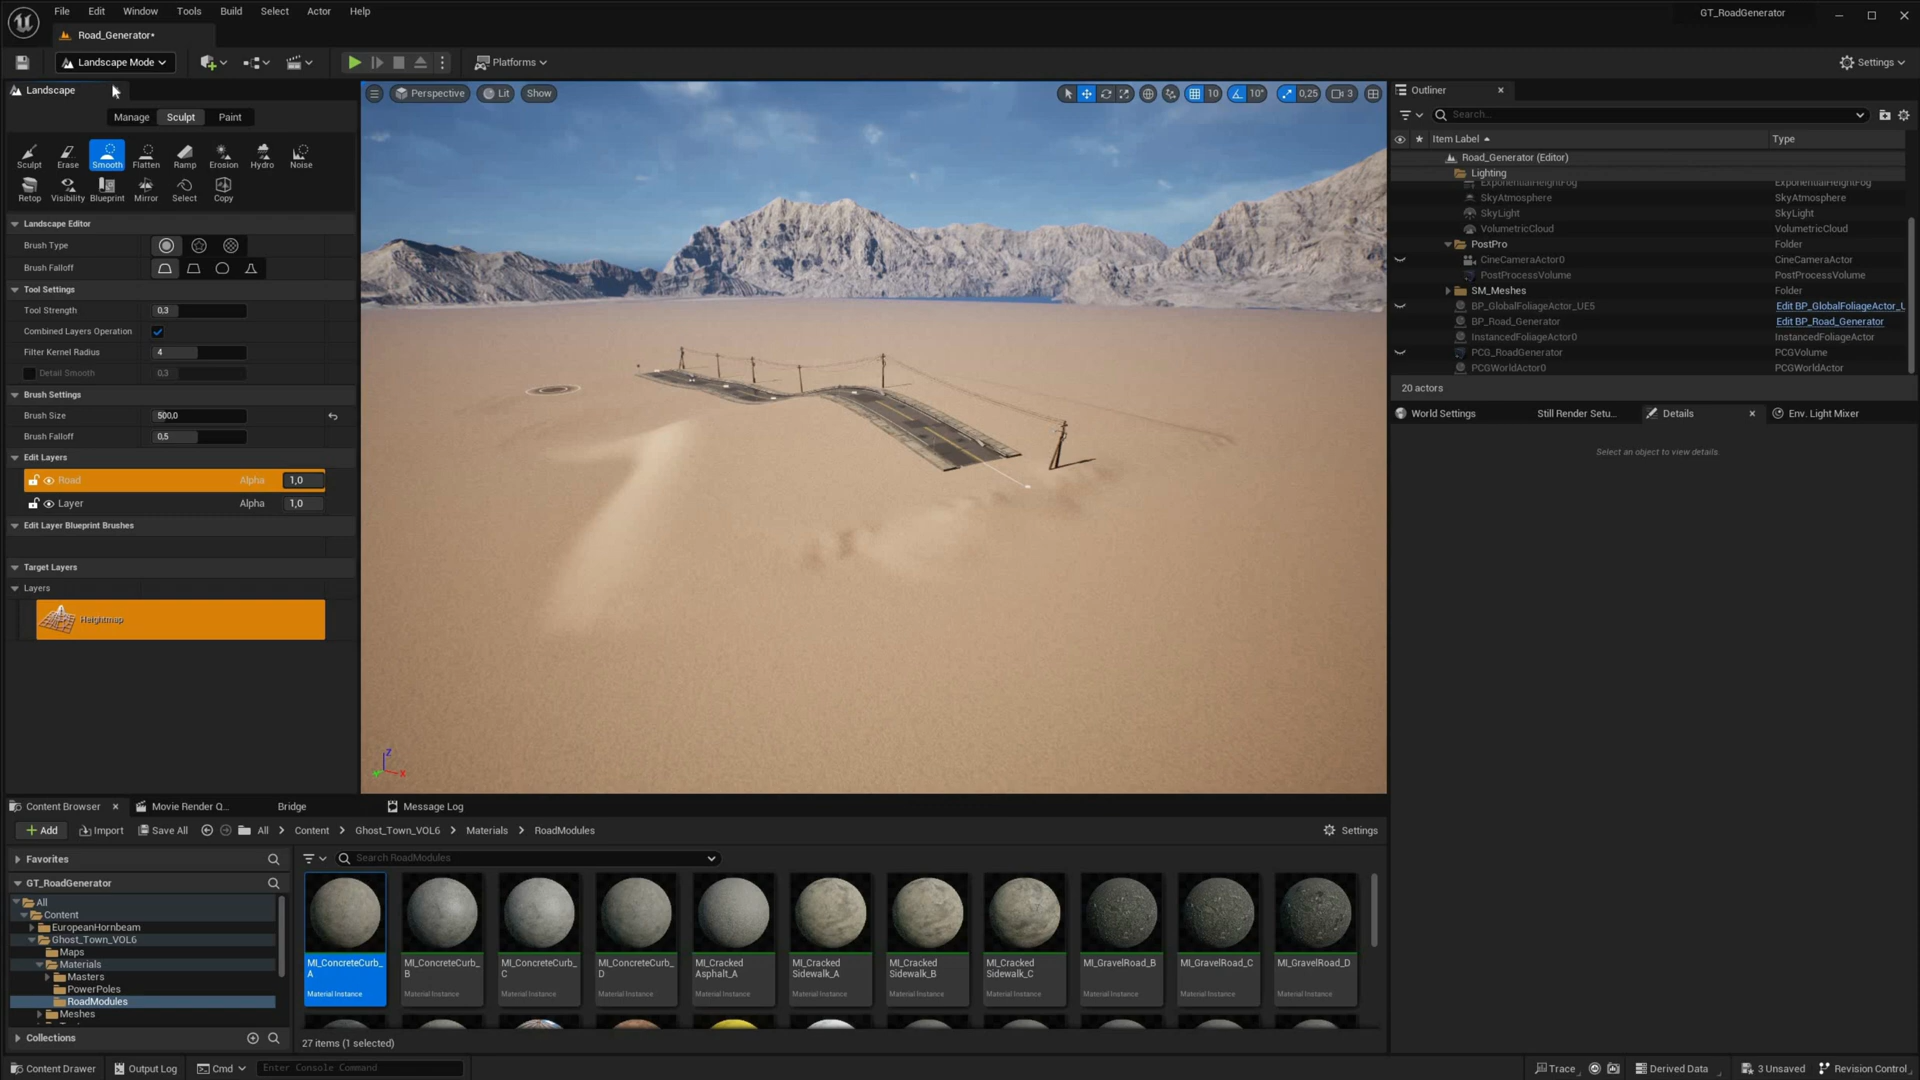 File Edit Window Tools Build Select Actor Help
GT_RoadGenerator
Road_Generator•
Landscape Mode
Platforms
Settings
Landscape
Manage Sculpt Paint
Sculpt Erase Smooth Flatten Ramp Erosion Hydro Noise
Retop Visibility Blueprint Mirror Select Copy
Landscape Editor
Brush Type
Brush Falloff
Tool Settings
Tool Strength 0,3
Combined Layers Operation
Filter Kernel Radius 4
Detail Smooth 0,3
Brush Settings
Brush Size 500,0
Brush Falloff 0,5
Edit Layers
Road Alpha 1,0
Layer Alpha 1,0
Edit Layer Blueprint Brushes
Target Layers
Layers
Heightmap
Perspective Lit Show
10 10° 0,25 3
Z
X
Outliner
Search...
Item Label Type
Road_Generator (Editor)
Lighting
ExponentialHeightFog ExponentialHeightFog
SkyAtmosphere SkyAtmosphere
SkyLight SkyLight
VolumetricCloud VolumetricCloud
PostPro Folder
CineCameraActor0 CineCameraActor
PostProcessVolume PostProcessVolume
SM_Meshes Folder
BP_GlobalFoliageActor_UE5 Edit BP_GlobalFoliageActor_U
BP_Road_Generator Edit BP_Road_Generator
InstancedFoliageActor0 InstancedFoliageActor
PCG_RoadGenerator PCGVolume
PCGWorldActor0 PCGWorldActor
20 actors
World Settings Still Render Setu... Details Env. Light Mixer
Select an object to view details
Content Browser Movie Render Q... Bridge Message Log
Add Import Save All All Content Ghost_Town_VOL6 Materials RoadModules Settings
Favorites
Search RoadModules
GT_RoadGenerator
All
Content
EuropeanHornbeam
Ghost_Town_VOL6
Maps
Materials
Masters
PowerPoles
RoadModules
Meshes
Collections
MI_ConcreteCurb_
A
Material Instance
MI_ConcreteCurb_
B
Material Instance
MI_ConcreteCurb_
C
Material Instance
MI_ConcreteCurb_
D
Material Instance
MI_Cracked
Asphalt_A
Material Instance
MI_Cracked
Sidewalk_A
Material Instance
MI_Cracked
Sidewalk_B
Material Instance
MI_Cracked
Sidewalk_C
Material Instance
MI_GravelRoad_B
Material Instance
MI_GravelRoad_C
Material Instance
MI_GravelRoad_D
Material Instance
27 items (1 selected)
Content Drawer Output Log Cmd Enter Console Command
Trace Derived Data 3 Unsaved Revision Control